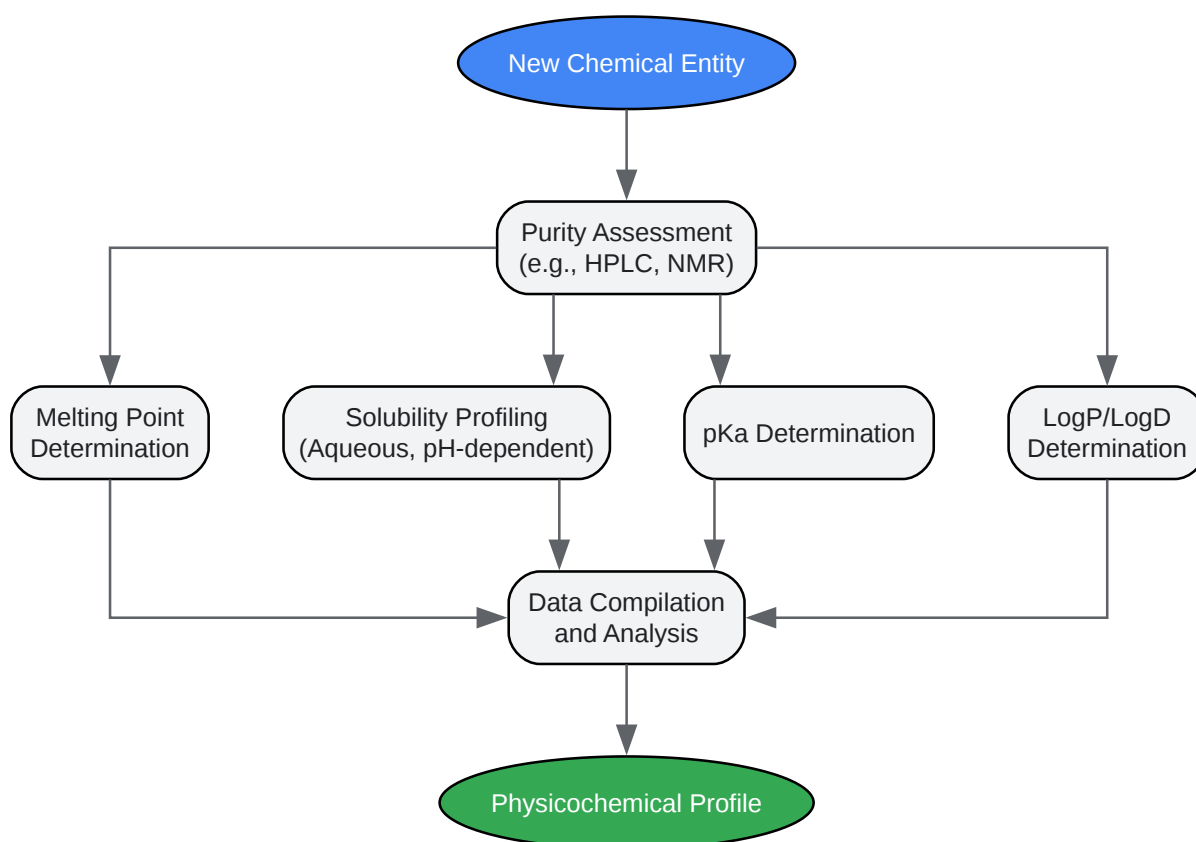 New Chemical Entity
Purity Assessment
(e.g., HPLC, NMR)
Melting Point
Determination
Solubility Profiling
(Aqueous, pH-dependent)
pKa Determination
LogP/LogD
Determination
Data Compilation
and Analysis
Physicochemical Profile